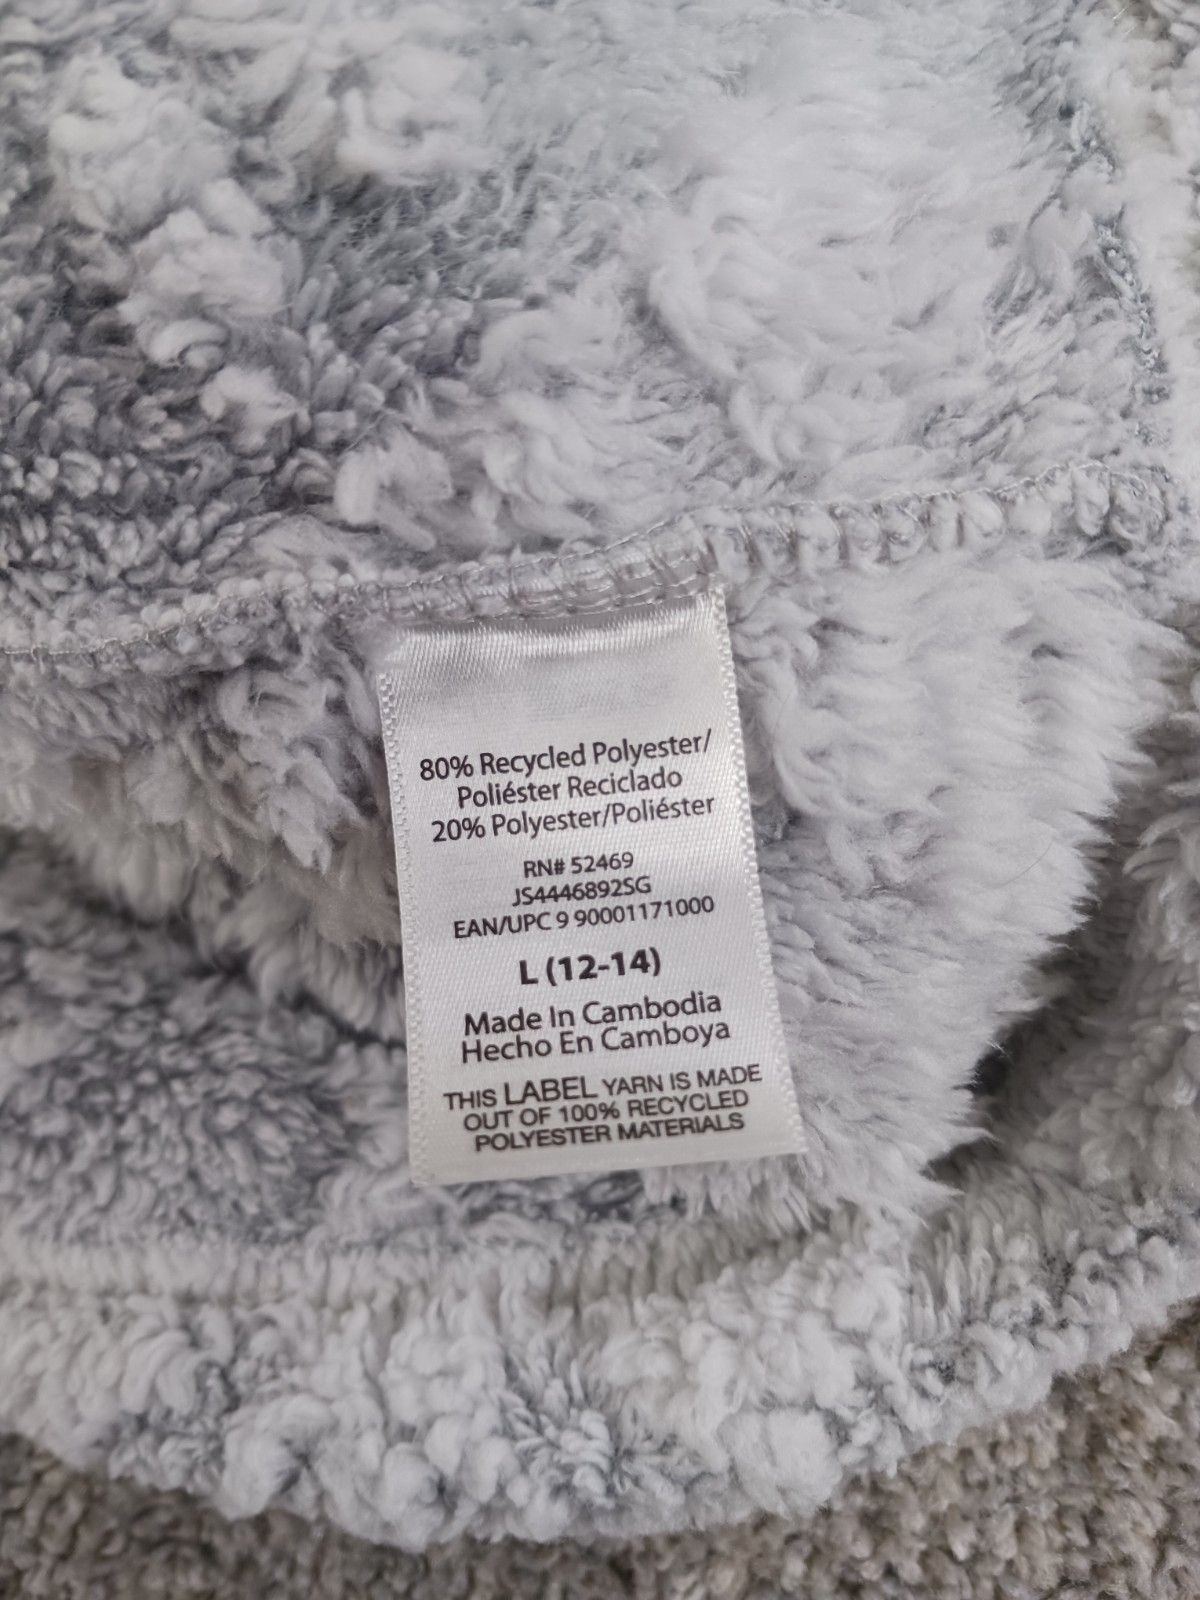 80% Recycled Polyester/
Poliéster Reciclado
20% Polyester/Poliéster
RN# 52469
JS4446892SG
EAN/UPC 9 90001171000
L (12-14)
Made In Cambodia
Hecho En Camboya
THIS LABEL YARN IS MADE
OUT OF 100% RECYCLED
POLYESTER MATERIALS